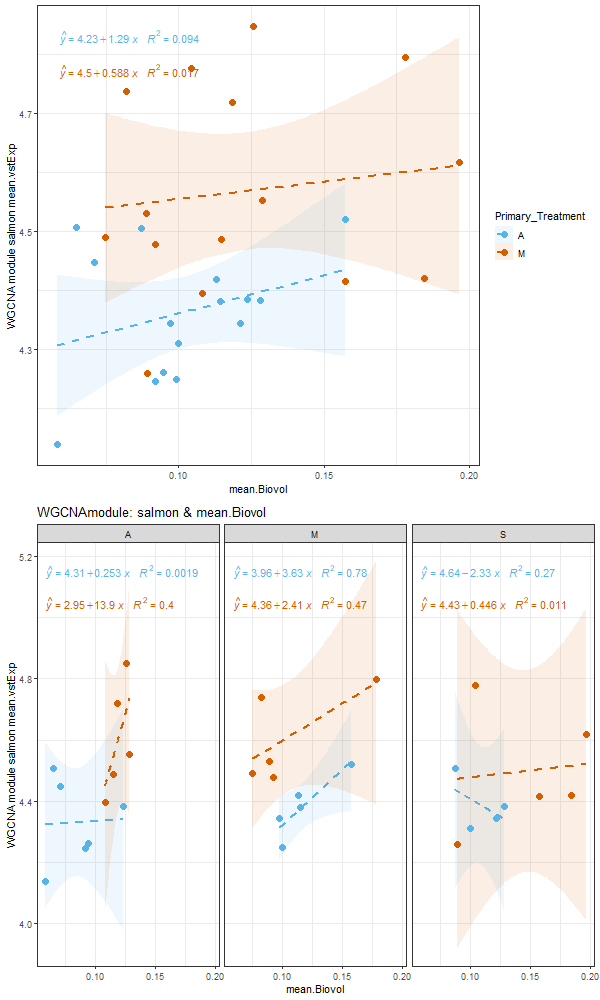 ŷ = 4.23 + 1.29 x R² = 0.094
ŷ = 4.5 + 0.588 x R² = 0.017
4.7
4.5
4.3
WGCNA module salmon mean.vstExp
0.10 0.15 0.20
mean.Biovol
Primary_Treatment
A
M
WGCNAmodule: salmon & mean.Biovol
A M S
ŷ = 4.31 + 0.253 x R² = 0.0019
ŷ = 2.95 + 13.9 x R² = 0.4
ŷ = 3.96 + 3.63 x R² = 0.78
ŷ = 4.36 + 2.41 x R² = 0.47
ŷ = 4.64 − 2.33 x R² = 0.27
ŷ = 4.43 + 0.446 x R² = 0.011
5.2
4.8
4.4
4.0
WGCNA module salmon mean.vstExp
0.10 0.15 0.20 0.10 0.15 0.20 0.10 0.15 0.20
mean.Biovol